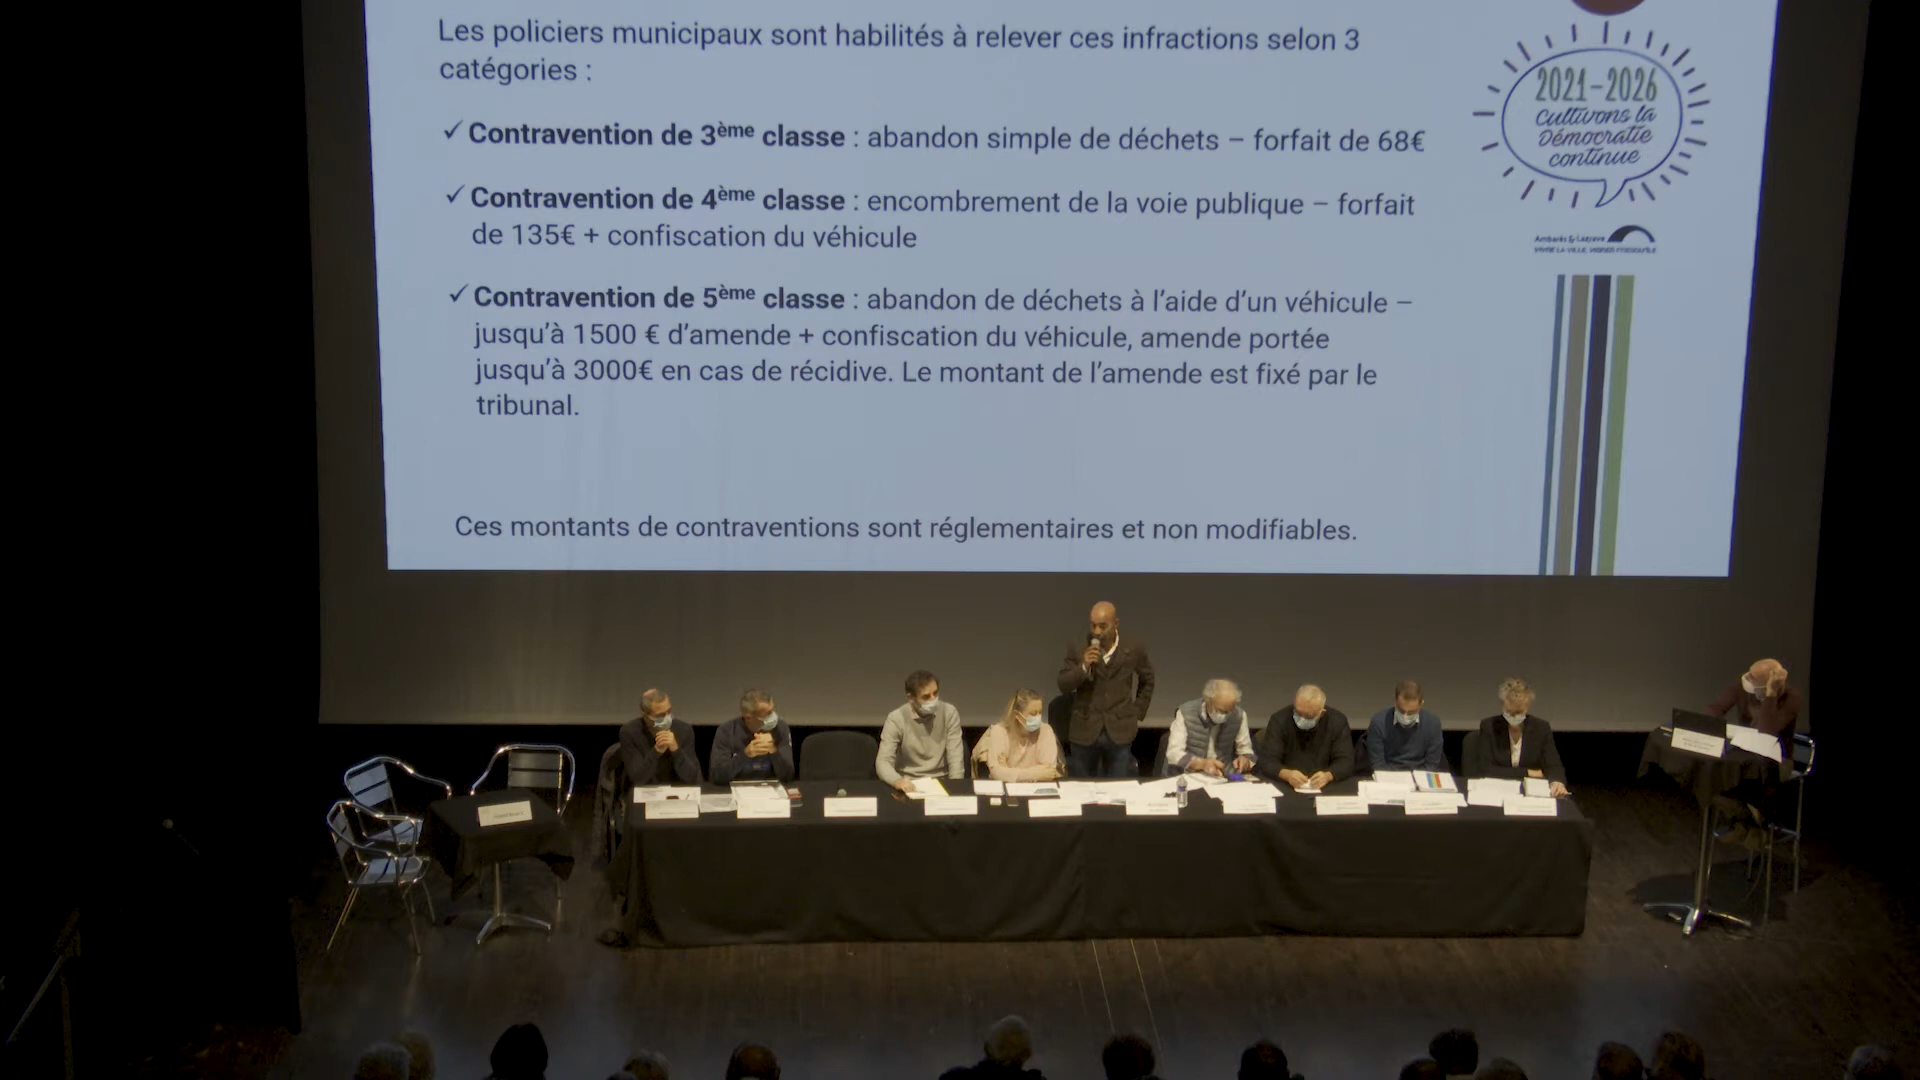 Les policiers municipaux sont habilités à relever ces infractions selon 3
catégories :
✓ Contravention de 3ème classe : abandon simple de déchets – forfait de 68€
✓ Contravention de 4ème classe : encombrement de la voie publique – forfait
de 135€ + confiscation du véhicule
✓ Contravention de 5ème classe : abandon de déchets à l'aide d'un véhicule –
jusqu'à 1500 € d'amende + confiscation du véhicule, amende portée
jusqu'à 3000€ en cas de récidive. Le montant de l'amende est fixé par le
tribunal.
Ces montants de contraventions sont réglementaires et non modifiables.
2021-2026
Cultivons la
Démocratie
continue
Ambarès & Lagrave